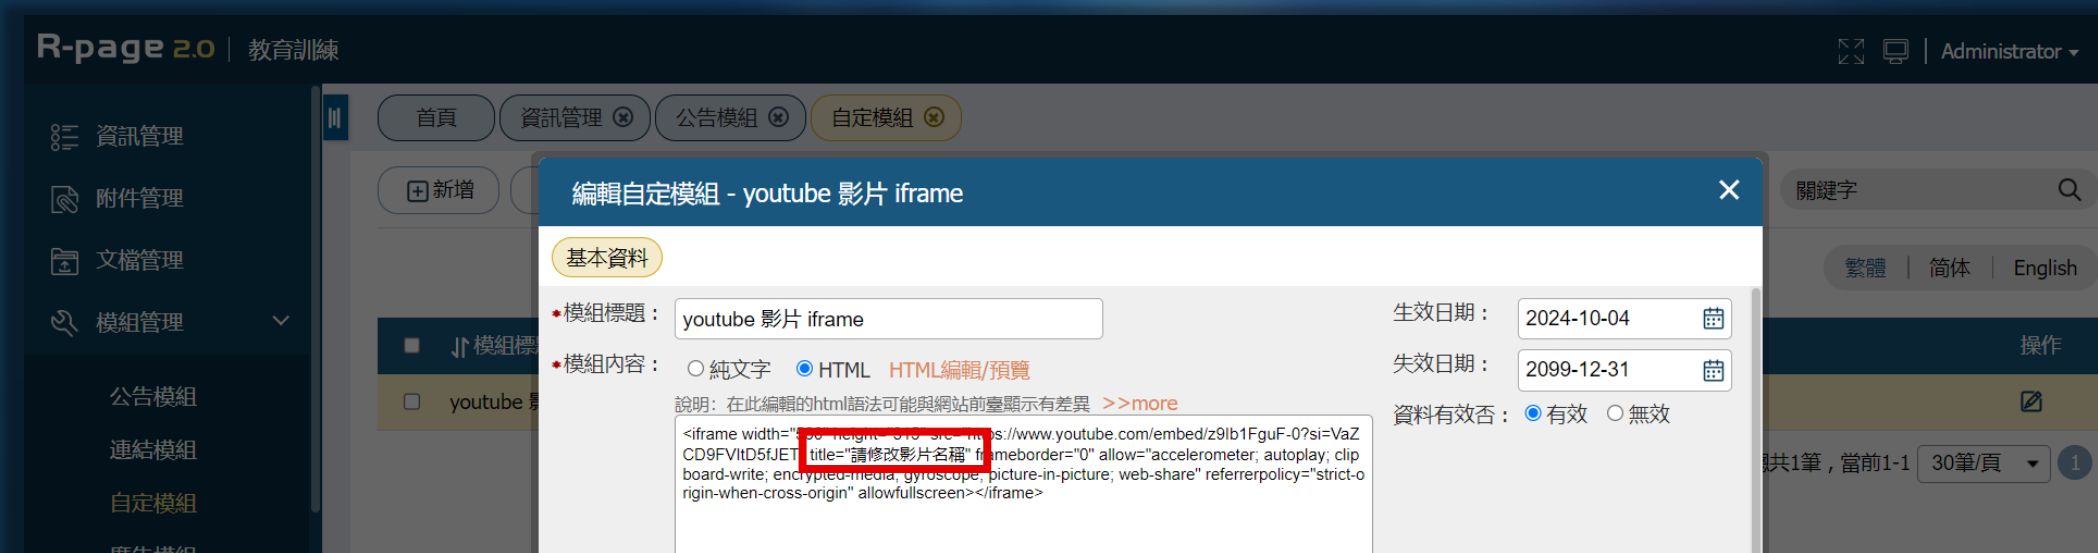 R-page 2.0 | 教育訓練
Administrator
資訊管理
附件管理
文檔管理
模組管理
公告模組
連結模組
自定模組
首頁
資訊管理
公告模組
自定模組
新增
關鍵字
繁體 | 简体 | English
模組標
操作
youtube
共1筆，當前1-1
30筆/頁
1
編輯自定模組 - youtube 影片 iframe
基本資料
*模組標題：
youtube 影片 iframe
*模組內容：
純文字
HTML
HTML編輯/預覽
說明：在此編輯的html語法可能與網站前臺顯示有差異 >>more
<iframe width="560" height="315" src="https://www.youtube.com/embed/z9Ib1FguF-0?si=VaZ
CD9FVItD5fJET" title="請修改影片名稱" frameborder="0" allow="accelerometer; autoplay; clip
board-write; encrypted-media; gyroscope; picture-in-picture; web-share" referrerpolicy="strict-o
rigin-when-cross-origin" allowfullscreen></iframe>
生效日期：
2024-10-04
失效日期：
2099-12-31
資料有效否：
有效
無效